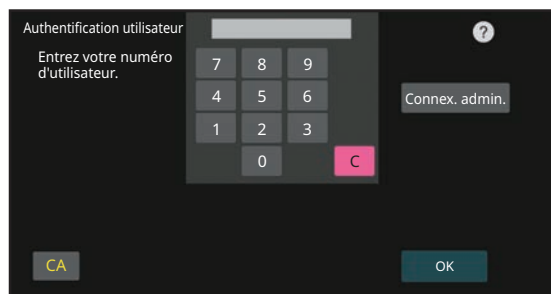 Authentification utilisateur
?
Entrez votre numéro
d'utilisateur.
7 8 9
4 5 6
Connex. admin.
1 2 3
0 C
CA
OK